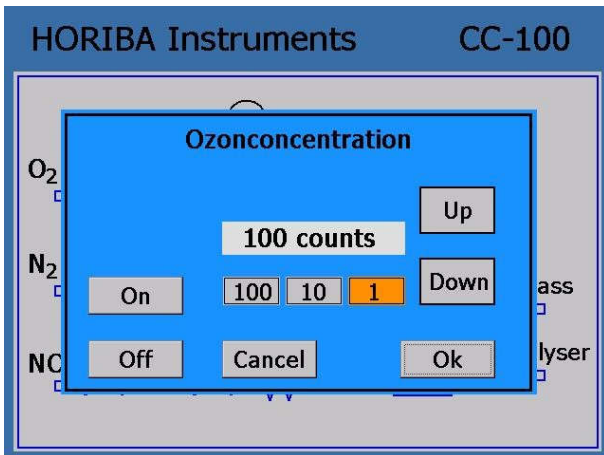 HORIBA Instruments CC-100
Ozonconcentration
O2
Up
100 counts
N2
On 100 10 1 Down ass
NO Off Cancel Ok lyser